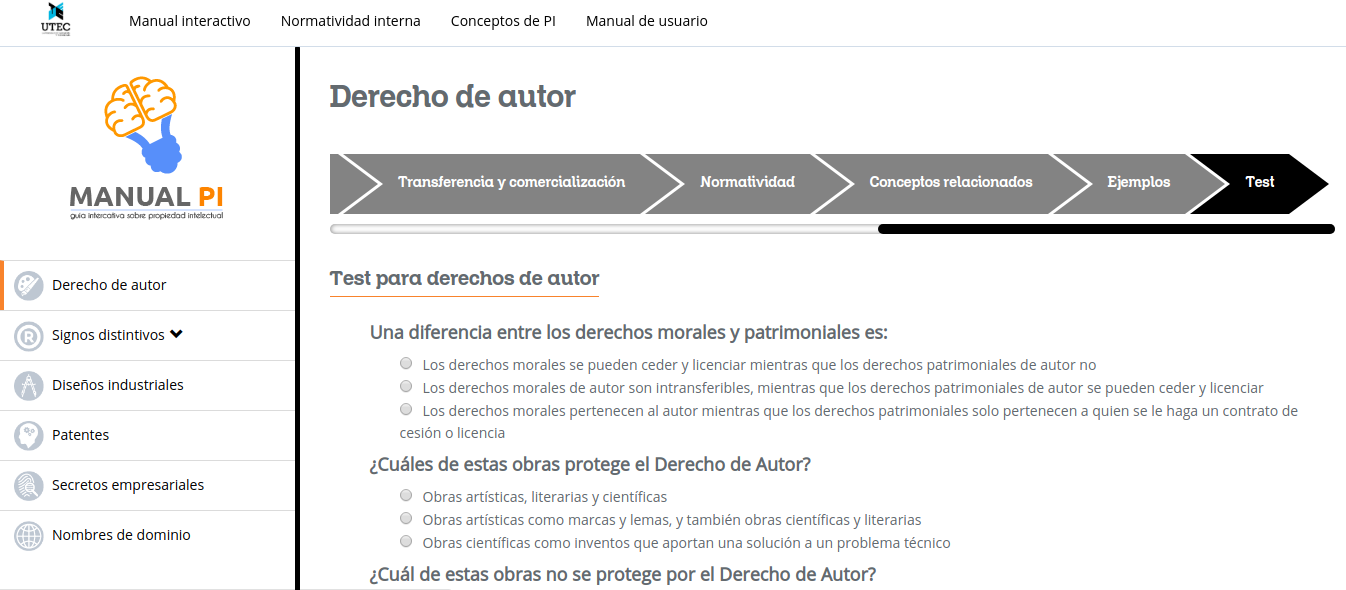 UTEC
Manual interactivo
Normatividad interna
Conceptos de PI
Manual de usuario
MANUAL PI
guia intercativa sobre propiedad intelectual
Derecho de autor
Signos distintivos
Diseños industriales
Patentes
Secretos empresariales
Nombres de dominio
Derecho de autor
Transferencia y comercialización
Normatividad
Conceptos relacionados
Ejemplos
Test
Test para derechos de autor
Una diferencia entre los derechos morales y patrimoniales es:
Los derechos morales se pueden ceder y licenciar mientras que los derechos patrimoniales de autor no
Los derechos morales de autor son intransferibles, mientras que los derechos patrimoniales de autor se pueden ceder y licenciar
Los derechos morales pertenecen al autor mientras que los derechos patrimoniales solo pertenecen a quien se le haga un contrato de
cesión o licencia
¿Cuáles de estas obras protege el Derecho de Autor?
Obras artísticas, literarias y científicas
Obras artísticas como marcas y lemas, y también obras científicas y literarias
Obras científicas como inventos que aportan una solución a un problema técnico
¿Cuál de estas obras no se protege por el Derecho de Autor?